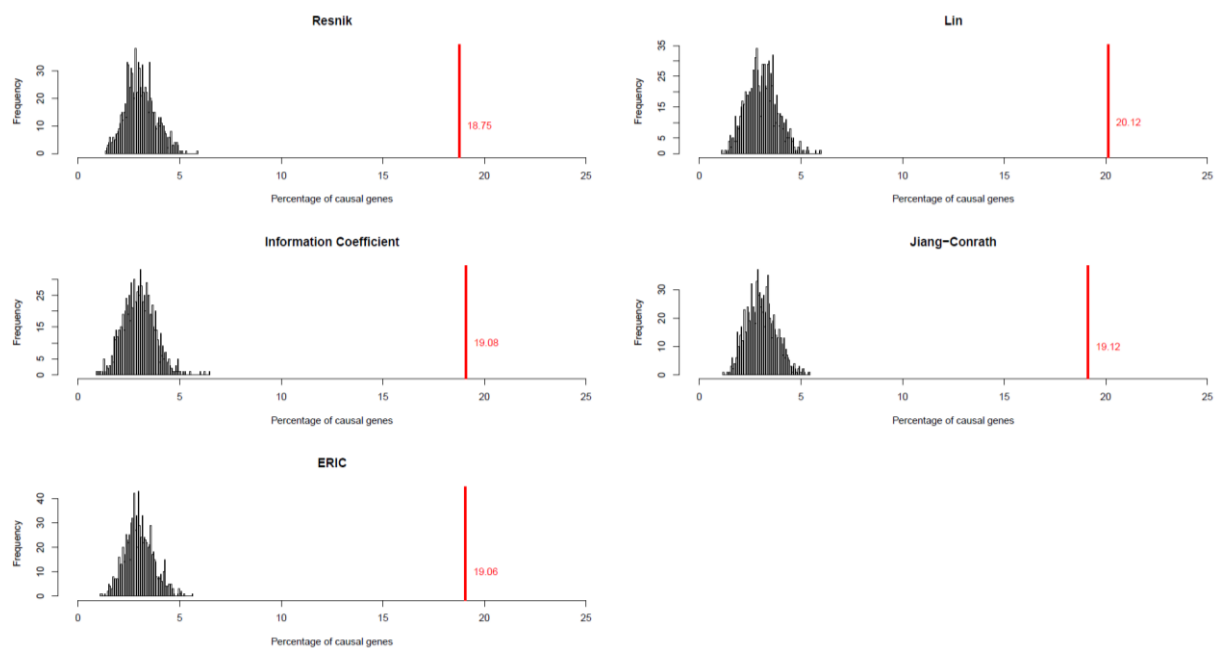 Resnik
Frequency
30
20
10
0
18.75
0 5 10 15 20 25
Percentage of causal genes
Lin
Frequency
35
25
15
5
0
20.12
0 5 10 15 20 25
Percentage of causal genes
Information Coefficient
Frequency
25
15
5
0
19.08
0 5 10 15 20 25
Percentage of causal genes
Jiang−Conrath
Frequency
30
20
10
0
19.12
0 5 10 15 20 25
Percentage of causal genes
ERIC
Frequency
40
30
20
10
0
19.06
0 5 10 15 20 25
Percentage of causal genes